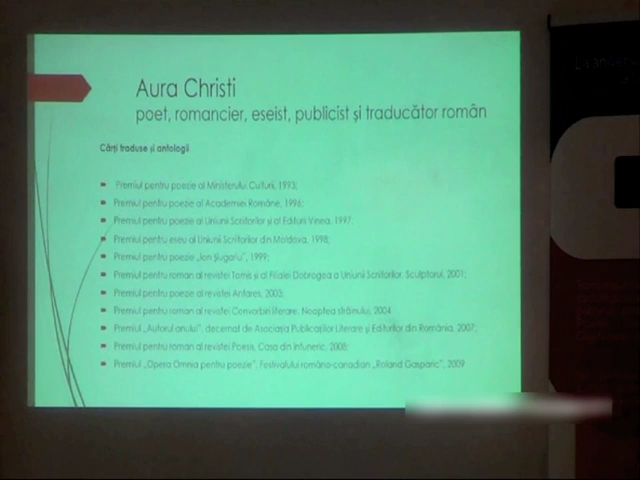 Aura Christi
poet, romancier, eseist, publicist și traducător român
Cărți traduse și antologii
Premiul pentru poezie al Ministerului Culturii, 1993;
Premiul pentru poezie al Academiei Române, 1996;
Premiul pentru poezie al Uniunii Scriitorilor și al Editurii Vinea, 1997;
Premiul pentru eseu al Uniunii Scriitorilor din Moldova, 1998;
Premiul pentru poezie „Ion Șiugariu”, 1999;
Premiul pentru roman al revistei Tomis și al Filialei Dobrogea a Uniunii Scriitorilor. Sculptorul, 2001;
Premiul pentru poezie al revistei Antares, 2003;
Premiul pentru roman al revistei Convorbiri literare. Noaptea străinului, 2004
Premiul „Autorul anului”, decernat de Asociația Publicațiilor Literare și Editorilor din România, 2007;
Premiul pentru roman al revistei Poesis, Casa din întuneric, 2008;
Premiul „Opera Omnia pentru poezie”, Festivalului româno-canadian „Roland Gasparic”, 2009